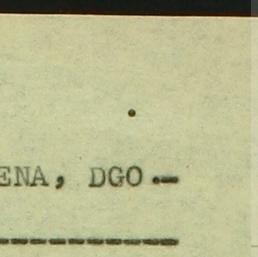 ENA, DGO.-